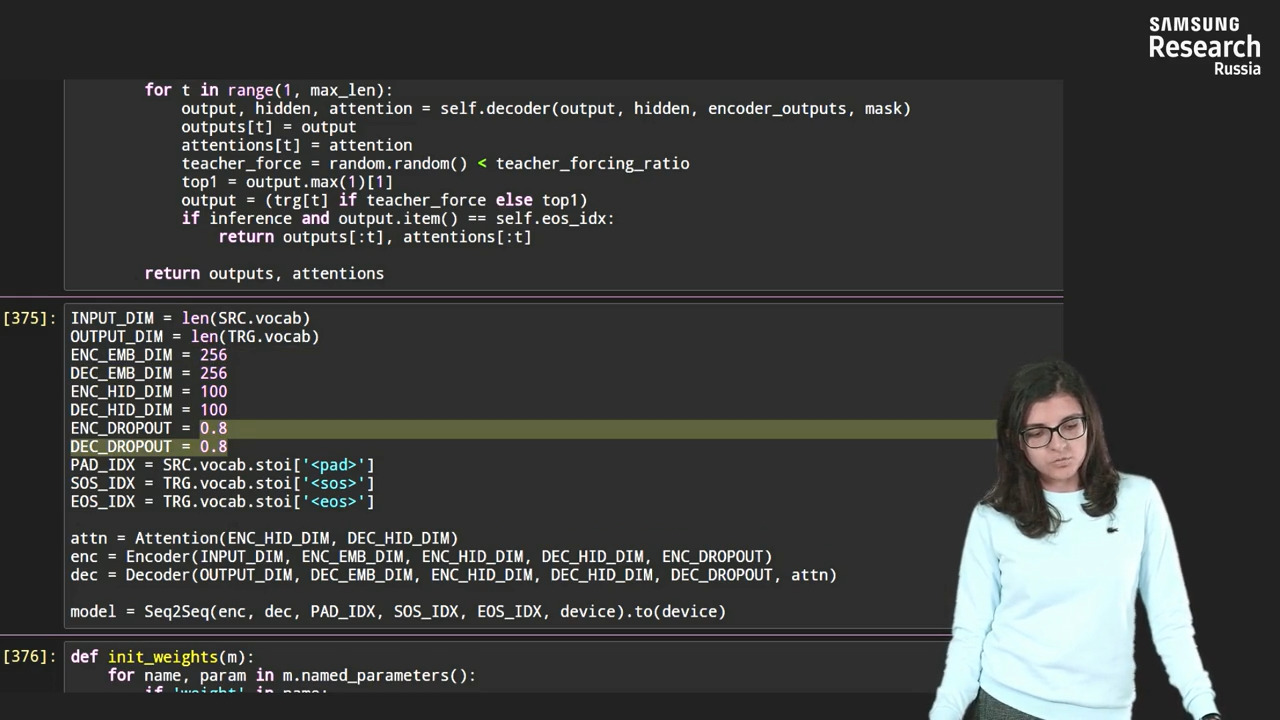 SAMSUNG
Research
Russia
for t in range(1, max_len):
output, hidden, attention = self.decoder(output, hidden, encoder_outputs, mask)
outputs[t] = output
attentions[t] = attention
teacher_force = random.random() < teacher_forcing_ratio
top1 = output.max(1)[1]
output = (trg[t] if teacher_force else top1)
if inference and output.item() == self.eos_idx:
return outputs[:t], attentions[:t]
return outputs, attentions
[375]:
INPUT_DIM = len(SRC.vocab)
OUTPUT_DIM = len(TRG.vocab)
ENC_EMB_DIM = 256
DEC_EMB_DIM = 256
ENC_HID_DIM = 100
DEC_HID_DIM = 100
ENC_DROPOUT = 0.8
DEC_DROPOUT = 0.8
PAD_IDX = SRC.vocab.stoi['<pad>']
SOS_IDX = TRG.vocab.stoi['<sos>']
EOS_IDX = TRG.vocab.stoi['<eos>']
attn = Attention(ENC_HID_DIM, DEC_HID_DIM)
enc = Encoder(INPUT_DIM, ENC_EMB_DIM, ENC_HID_DIM, DEC_HID_DIM, ENC_DROPOUT)
dec = Decoder(OUTPUT_DIM, DEC_EMB_DIM, ENC_HID_DIM, DEC_HID_DIM, DEC_DROPOUT, attn)
model = Seq2Seq(enc, dec, PAD_IDX, SOS_IDX, EOS_IDX, device).to(device)
[376]:
def init_weights(m):
for name, param in m.named_parameters():
if 'weight' in name: